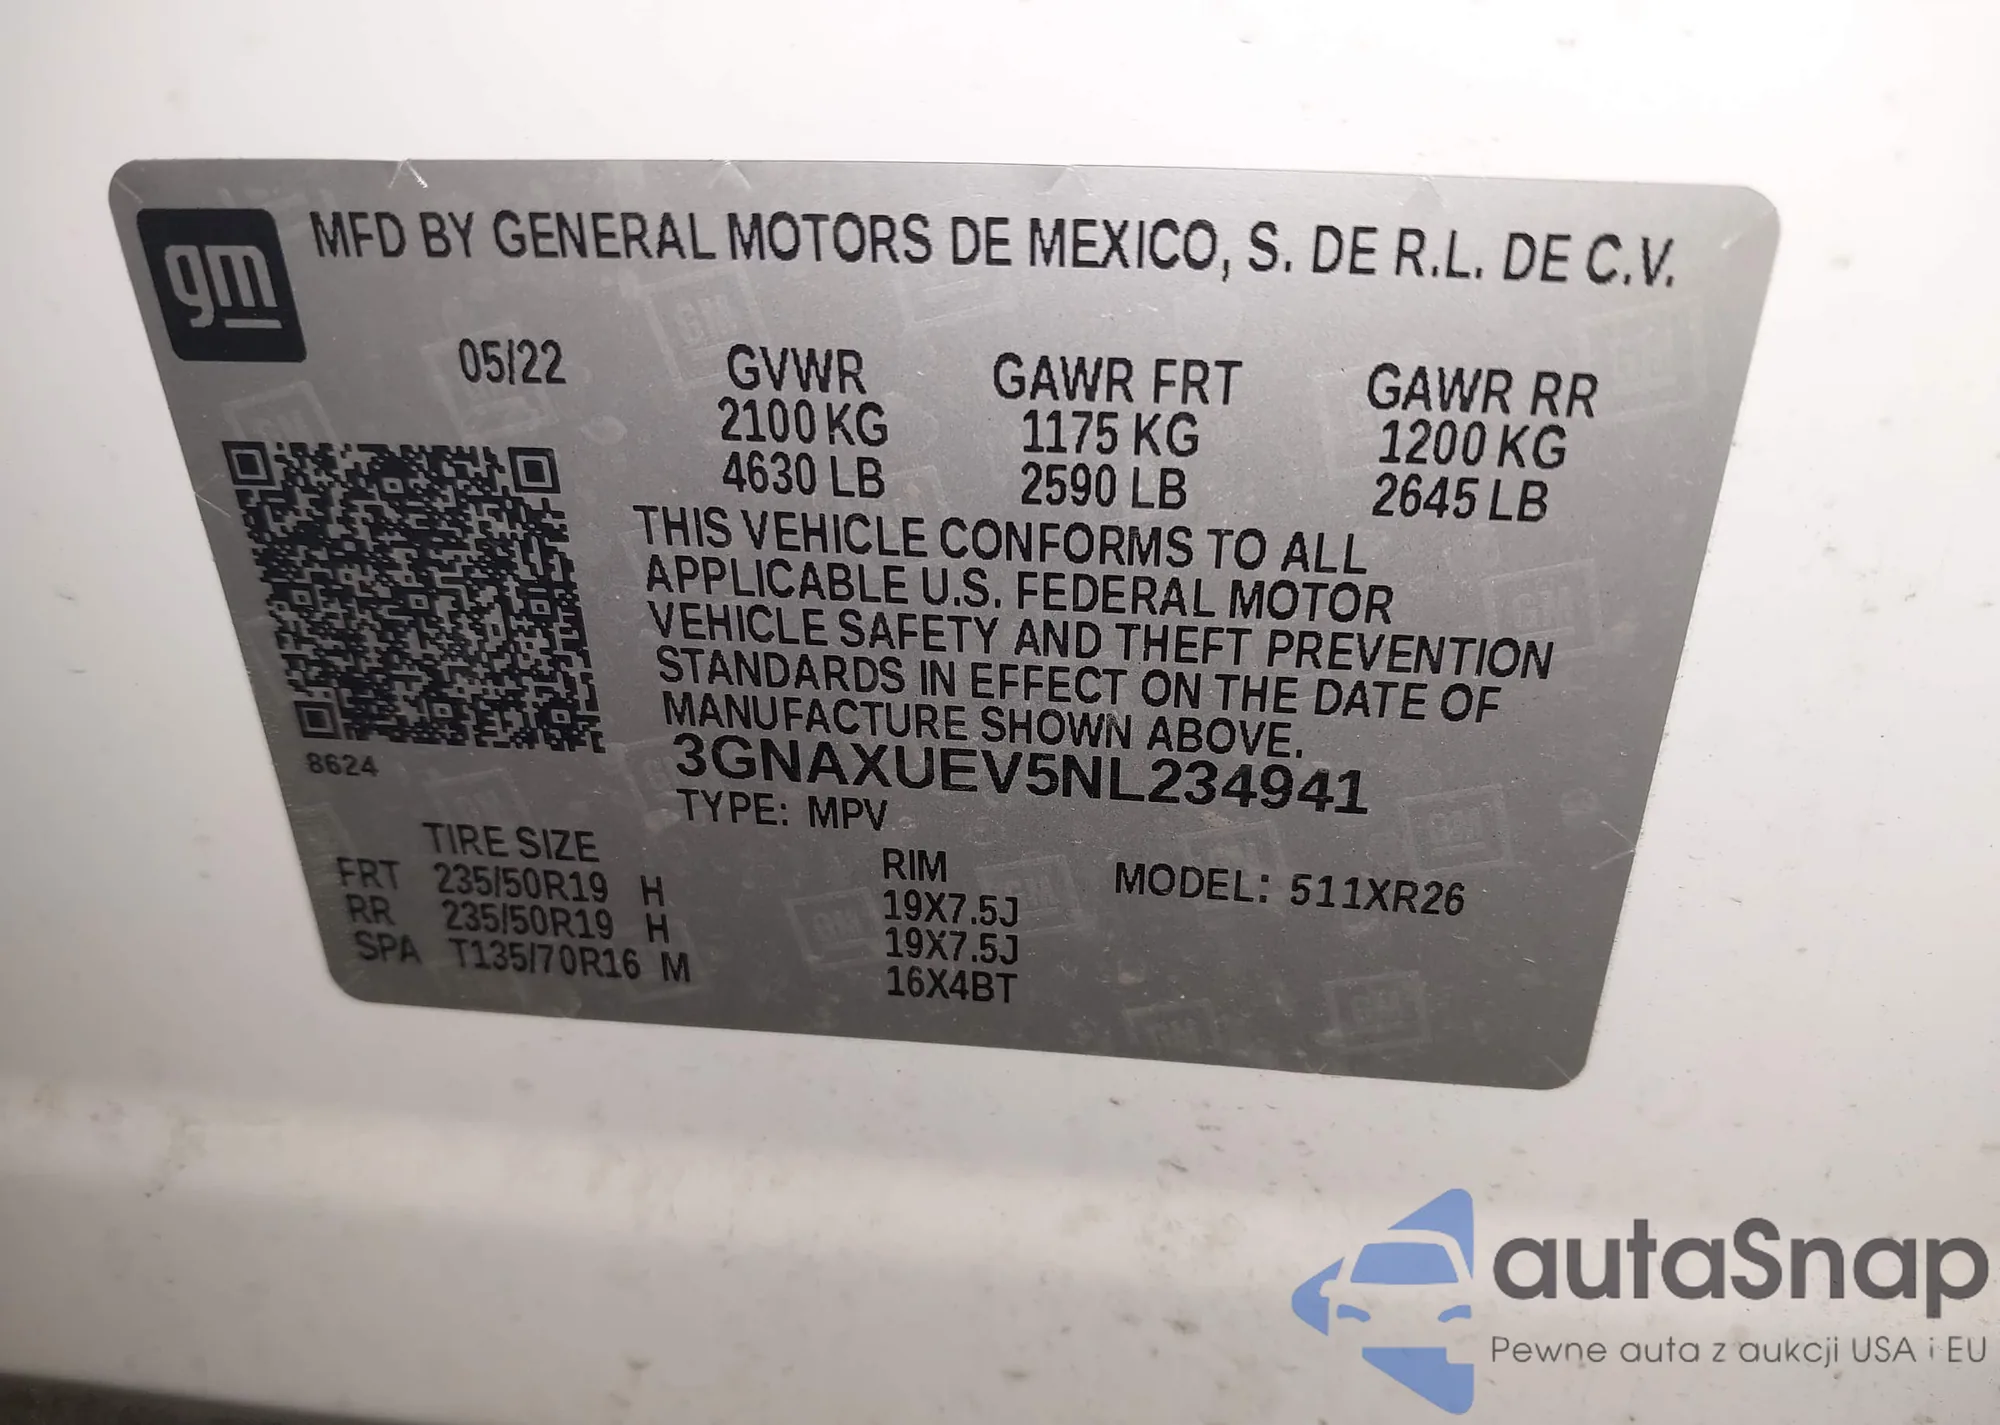 gm
MFD BY GENERAL MOTORS DE MEXICO, S. DE R.L. DE C.V.
05/22 GVWR GAWR FRT GAWR RR
2100 KG 1175 KG 1200 KG
4630 LB 2590 LB 2645 LB
THIS VEHICLE CONFORMS TO ALL
APPLICABLE U.S. FEDERAL MOTOR
VEHICLE SAFETY AND THEFT PREVENTION
STANDARDS IN EFFECT ON THE DATE OF
MANUFACTURE SHOWN ABOVE.
8624 3GNAXUEV5NL234941
TYPE: MPV
TIRE SIZE RIM MODEL: 511XR26
FRT 235/50R19 H 19X7.5J
RR 235/50R19 H 19X7.5J
SPA T135/70R16 M 16X4BT
autaSnap
Pewne auta z aukcji USA i EU